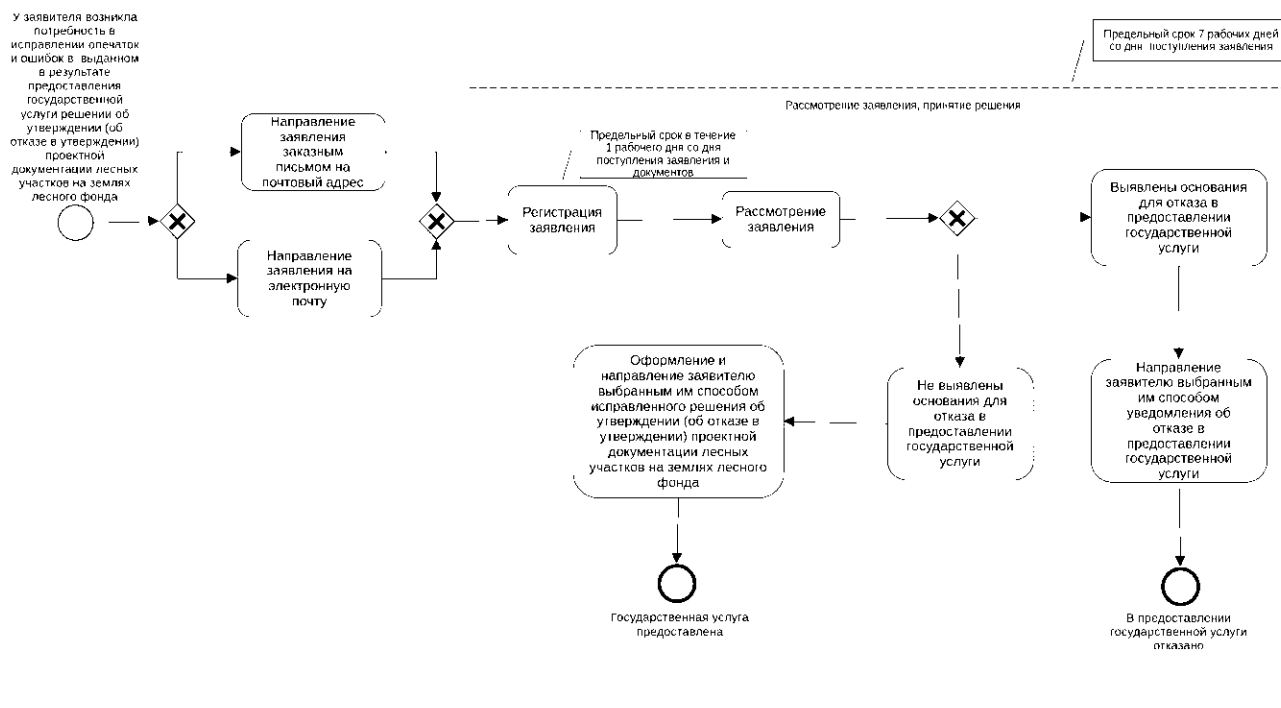 У заявителя возникла
потребность в
исправлении опечаток
и ошибок в выданном
в результате
предоставления
государственной
услуги решении об
утверждении (об
отказе в утверждении)
проектной
документации лесных
участков на землях
лесного фонда
Направление
заявления
заказным
письмом на
почтовый адрес
Направление
заявления на
электронную
почту
Предельный срок в течение
1 рабочего дня со дня
поступления заявления и
документов
Регистрация
заявления
Рассмотрение
заявления
Предельный срок 7 рабочих дней
со дня поступления заявления
Рассмотрение заявления, принятие решения
Выявлены основания
для отказа в
предоставлении
государственной
услуги
Оформление и
направление заявителю
выбранным им способом
исправленного решения об
утверждении (об отказе в
утверждении) проектной
документации лесных
участков на землях лесного
фонда
Не выявлены
основания для
отказа в
предоставлении
государственной
услуги
Направление
заявителю выбранным
им способом
уведомления об
отказе в
предоставлении
государственной
услуги
Государственная услуга
предоставлена
В предоставлении
государственной услуги
отказано